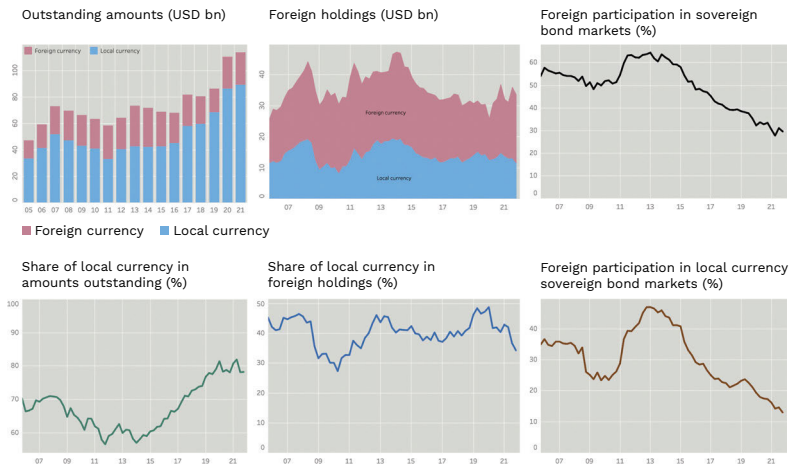 Outstanding amounts (USD bn)
Foreign currency Local currency
100
80
60
40
20
0
05 06 07 08 09 10 11 12 13 14 15 16 17 18 19 20 21
Foreign holdings (USD bn)
40
30
20
10
0
Foreign currency
Local currency
07 09 11 13 15 17 19 21
Foreign participation in sovereign
bond markets (%)
60
50
40
30
20
10
0
07 09 11 13 15 17 19 21
Foreign currency Local currency
Share of local currency in
amounts outstanding (%)
100
90
80
70
60
07 09 11 13 15 17 19 21
Share of local currency in
foreign holdings (%)
50
40
30
20
10
0
07 09 11 13 15 17 19 21
Foreign participation in local currency
sovereign bond markets (%)
40
30
20
10
0
07 09 11 13 15 17 19 21